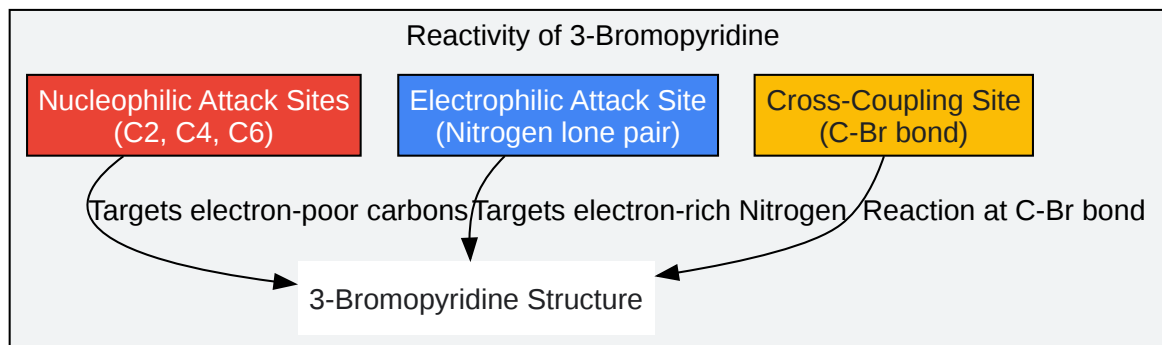 Reactivity of 3-Bromopyridine
Nucleophilic Attack Sites
(C2, C4, C6)
Electrophilic Attack Site
(Nitrogen lone pair)
Cross-Coupling Site
(C-Br bond)
Targets electron-poor carbons
Targets electron-rich Nitrogen
Reaction at C-Br bond
3-Bromopyridine Structure